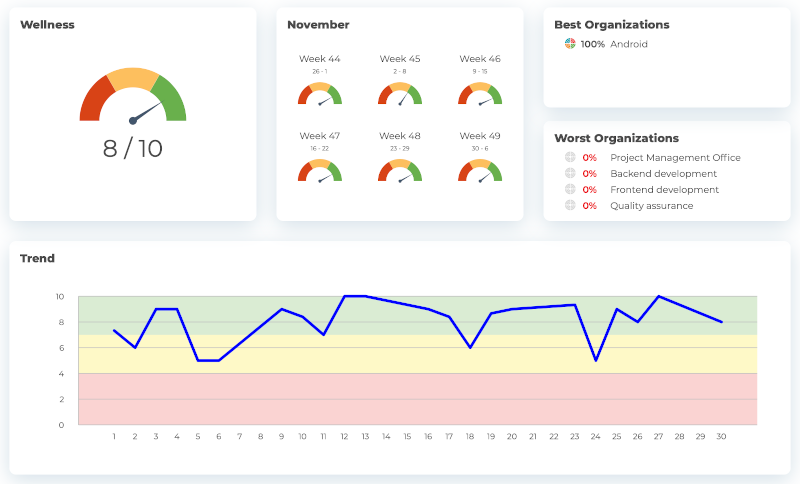 Wellness
8 / 10
November
Week 44
26 - 1
Week 45
2 - 8
Week 46
9 - 15
Week 47
16 - 22
Week 48
23 - 29
Week 49
30 - 6
Best Organizations
100% Android
Worst Organizations
0% Project Management Office
0% Backend development
0% Frontend development
0% Quality assurance
Trend
10
8
6
4
2
0
1 2 3 4 5 6 7 8 9 10 11 12 13 14 15 16 17 18 19 20 21 22 23 24 25 26 27 28 29 30